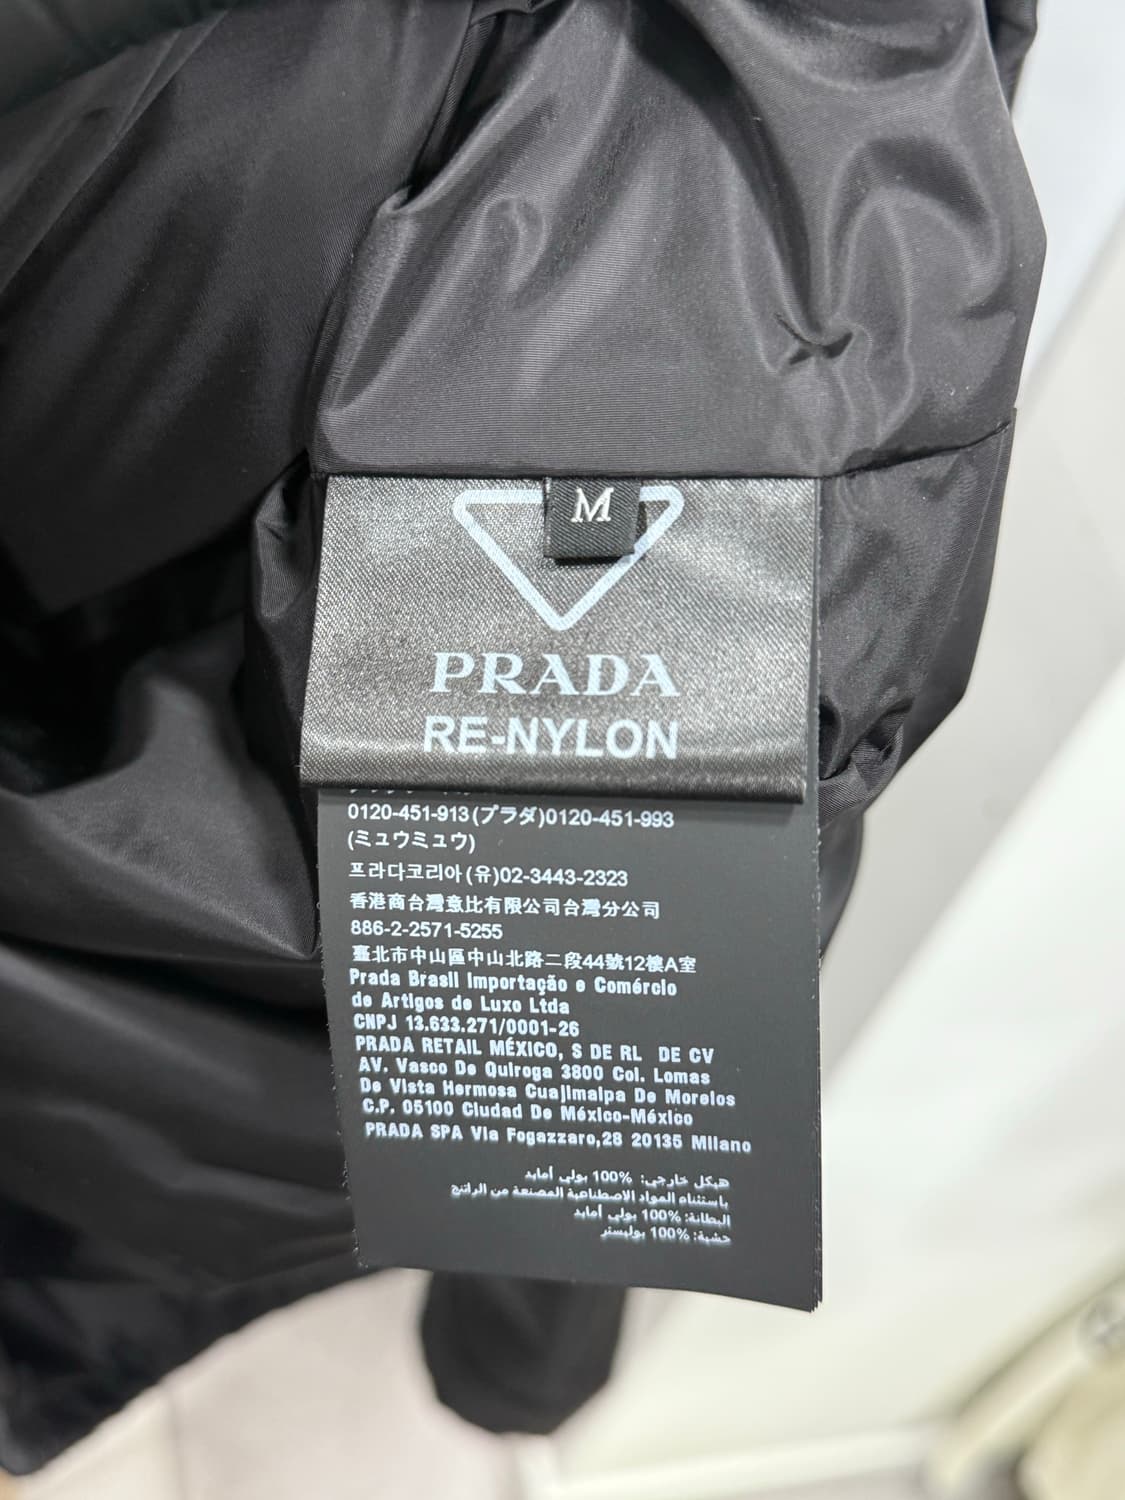 M
PRADA
RE-NYLON
0120-451-913(プラダ)0120-451-993
(ミュウミュウ)
프라다코리아(유)02-3443-2323
香港商台灣意比有限公司台灣分公司
886-2-2571-5255
臺北市中山區中山北路二段44號12樓A室
Prada Brasil Importação e Comércio
de Artigos de Luxo Ltda
CNPJ 13.633.271/0001-26
PRADA RETAIL MÉXICO, S DE RL DE CV
AV. Vasco De Quiroga 3800 Col. Lomas
De Vista Hermosa Cuajimalpa De Morelos
C.P. 05100 Ciudad De México-México
PRADA SPA Via Fogazzaro,28 20135 Milano
هيكل خارجي: 100% بولي أمايد
باستثناء المواد الاصطناعية المصنعة من الراتنج
البطانة: 100% بولي أمايد
حشية: 100% بوليستر